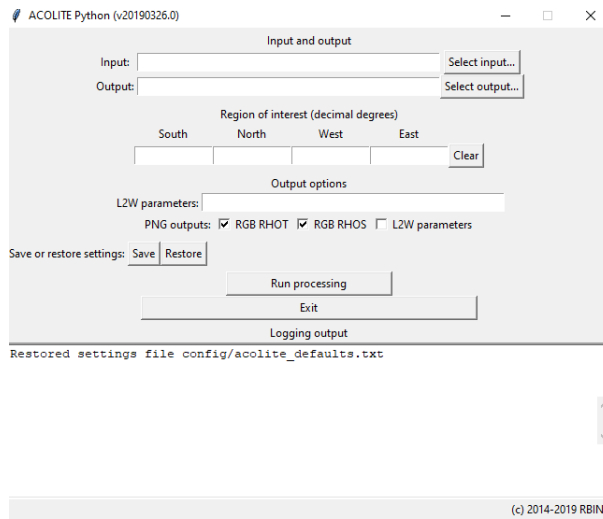 ACOLITE Python (v20190326.0)
Input and output
Input: Select input...
Output: Select output...
Region of interest (decimal degrees)
South North West East
Clear
Output options
L2W parameters:
PNG outputs: RGB RHOT RGB RHOS L2W parameters
Save or restore settings: Save Restore
Run processing
Exit
Logging output
Restored settings file config/acolite_defaults.txt
(c) 2014-2019 RBIN